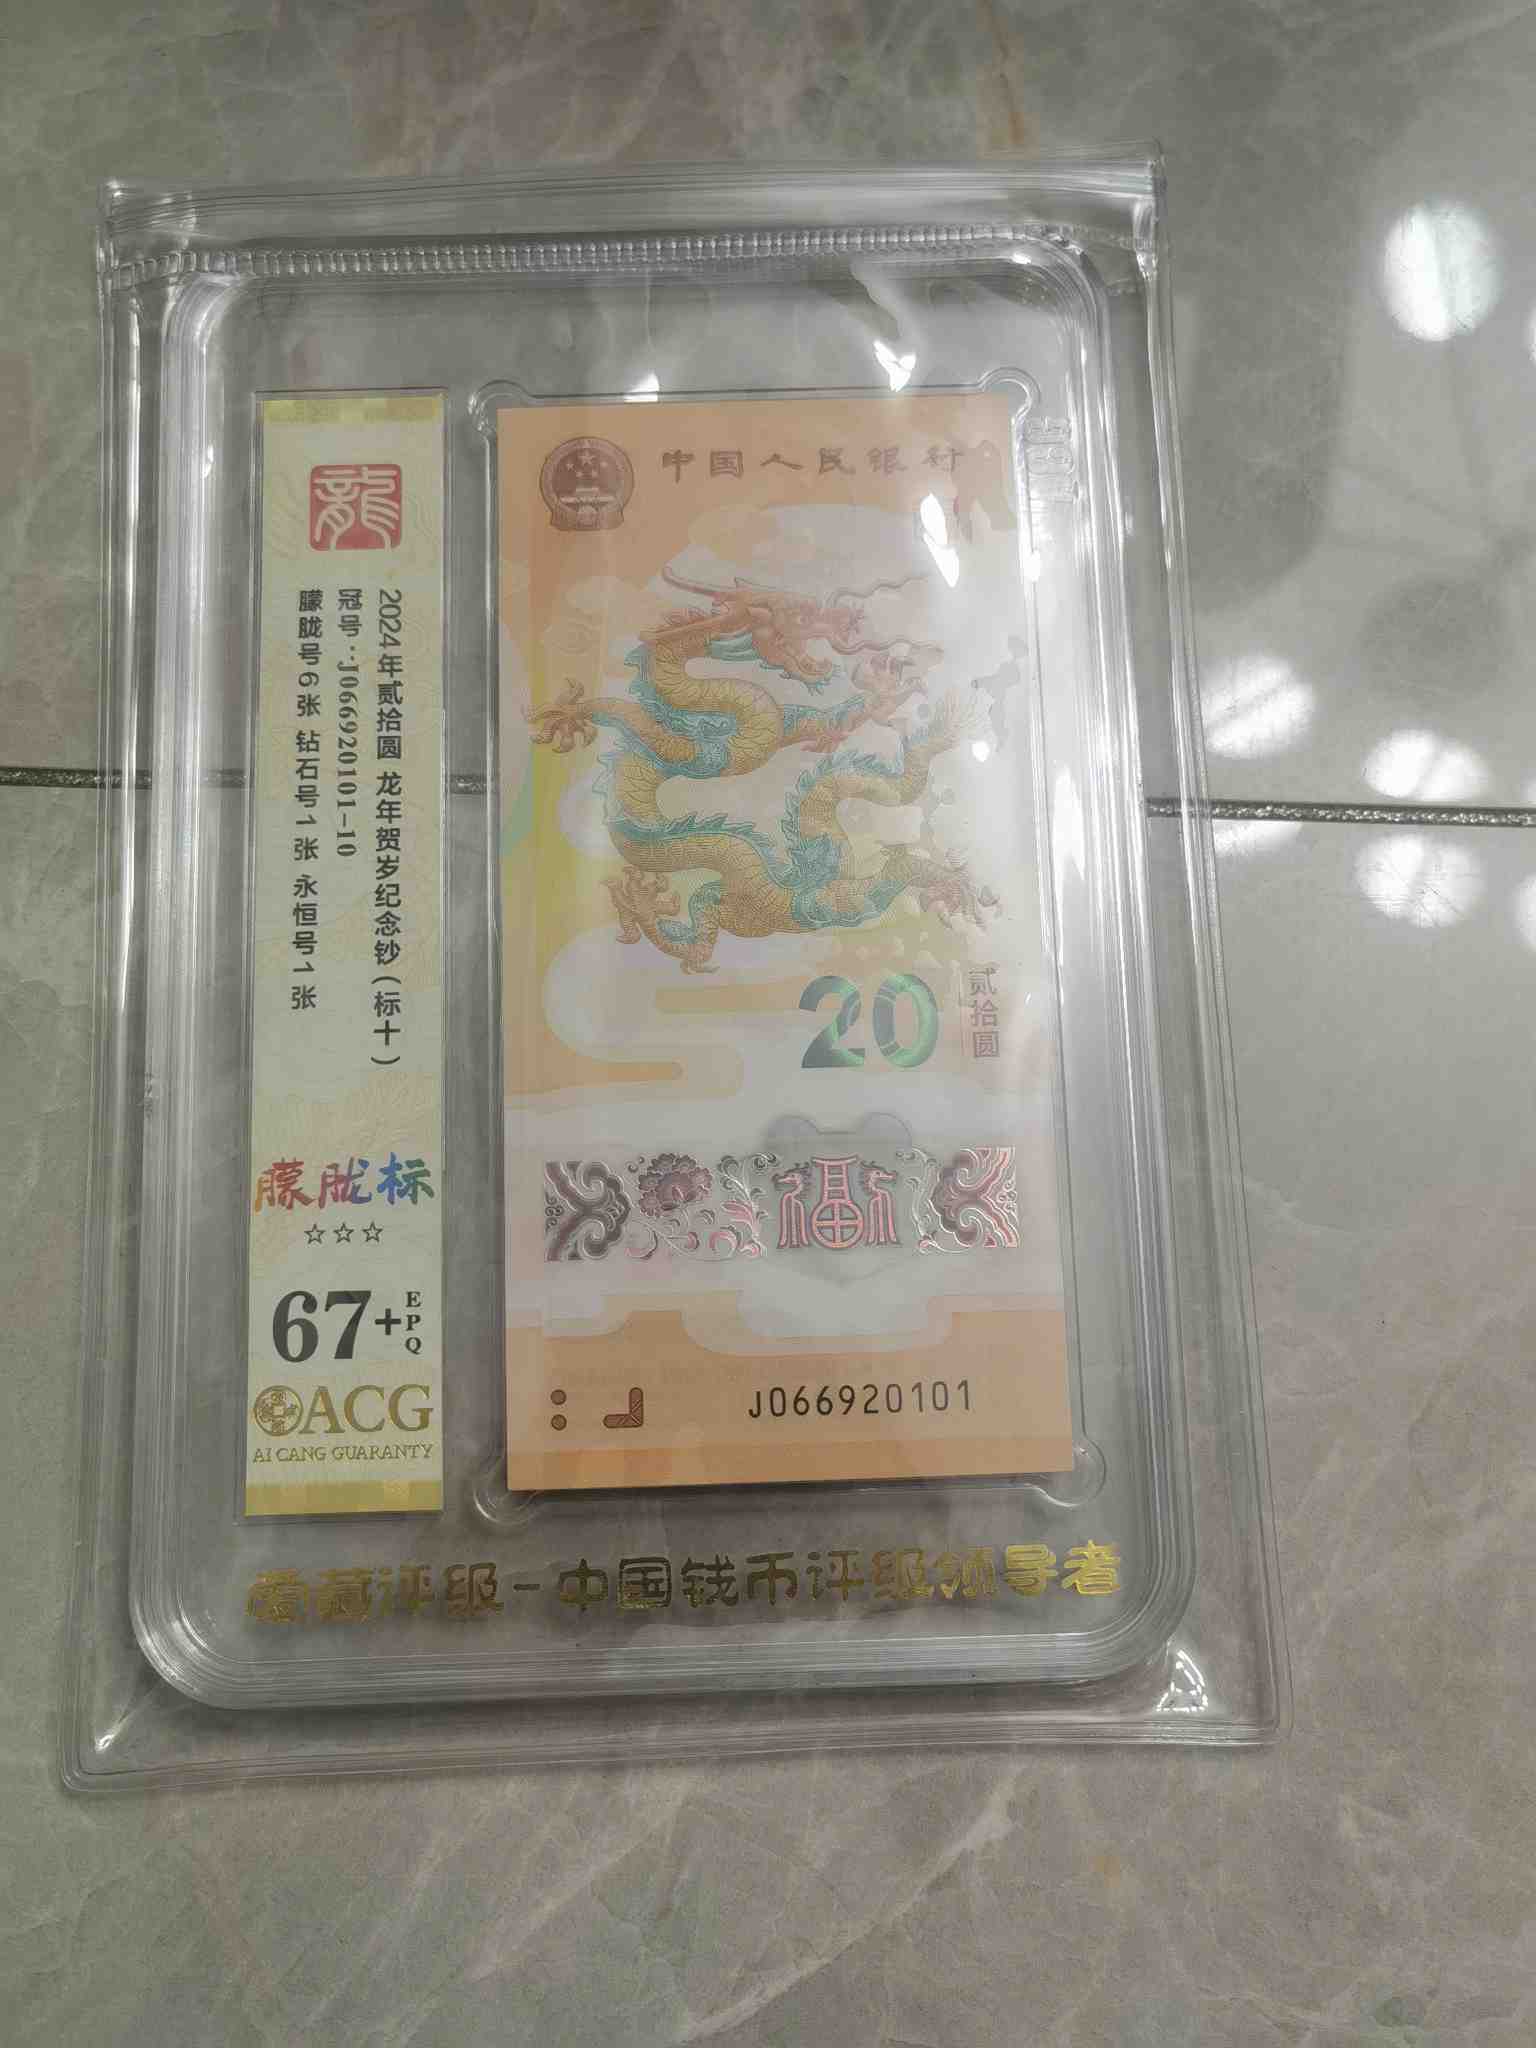 龍
2024年贰拾圆 龙年贺岁纪念钞(标十)
冠号:J066920101-10
朦胧号6张 钻石号1张 永恒号1张
朦胧标
☆☆☆
67+EPQ
ACG
AI CANG GUARANTY
中国人民银行
20
贰拾圆
福
J066920101
爱藏评级-中国钱币评级领导者